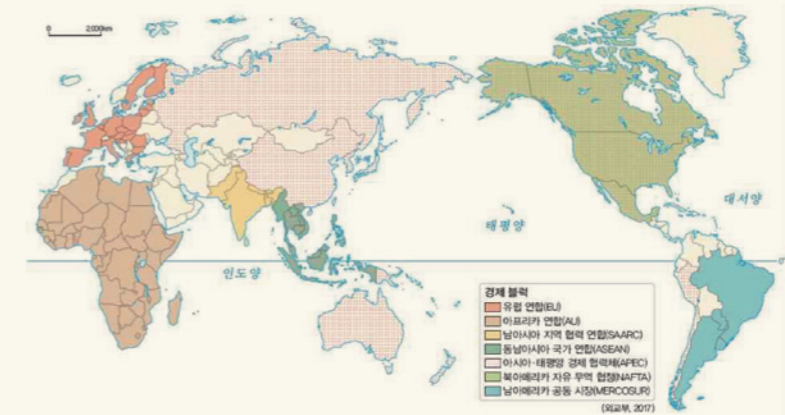 0 2,000km
대서양
태평양
0°
인도양
경제 블럭
유럽 연합(EU)
아프리카 연합(AU)
남아시아 지역 협력 연합(SAARC)
동남아시아 국가 연합(ASEAN)
아시아·태평양 경제 협력체(APEC)
북아메리카 자유 무역 협정(NAFTA)
남아메리카 공동 시장(MERCOSUR)
(외교부, 2017)